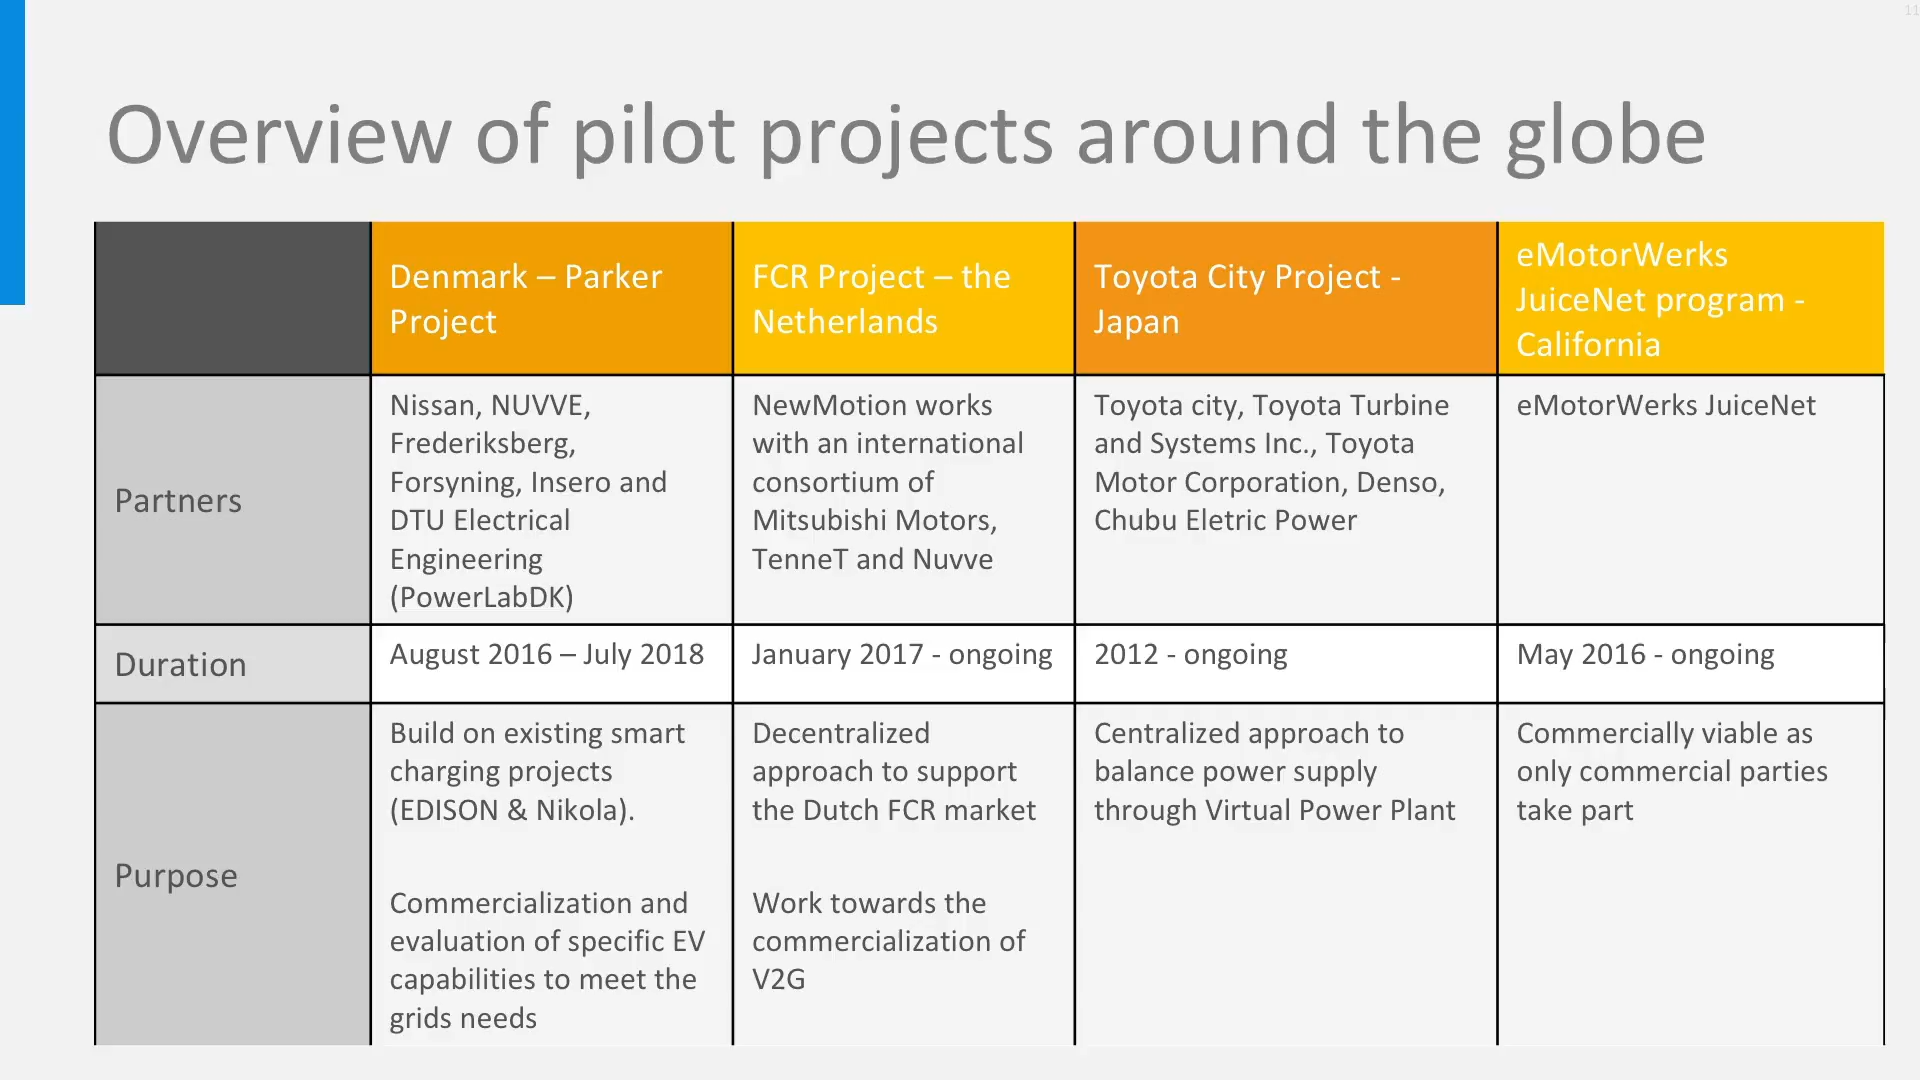 11
Overview of pilot projects around the globe
Denmark – Parker
Project
FCR Project – the
Netherlands
Toyota City Project -
Japan
eMotorWerks
JuiceNet program -
California
Partners
Nissan, NUVVE,
Frederiksberg,
Forsyning, Insero and
DTU Electrical
Engineering
(PowerLabDK)
NewMotion works
with an international
consortium of
Mitsubishi Motors,
TenneT and Nuvve
Toyota city, Toyota Turbine
and Systems Inc., Toyota
Motor Corporation, Denso,
Chubu Eletric Power
eMotorWerks JuiceNet
Duration
August 2016 – July 2018
January 2017 - ongoing
2012 - ongoing
May 2016 - ongoing
Purpose
Build on existing smart
charging projects
(EDISON & Nikola).
Commercialization and
evaluation of specific EV
capabilities to meet the
grids needs
Decentralized
approach to support
the Dutch FCR market
Work towards the
commercialization of
V2G
Centralized approach to
balance power supply
through Virtual Power Plant
Commercially viable as
only commercial parties
take part